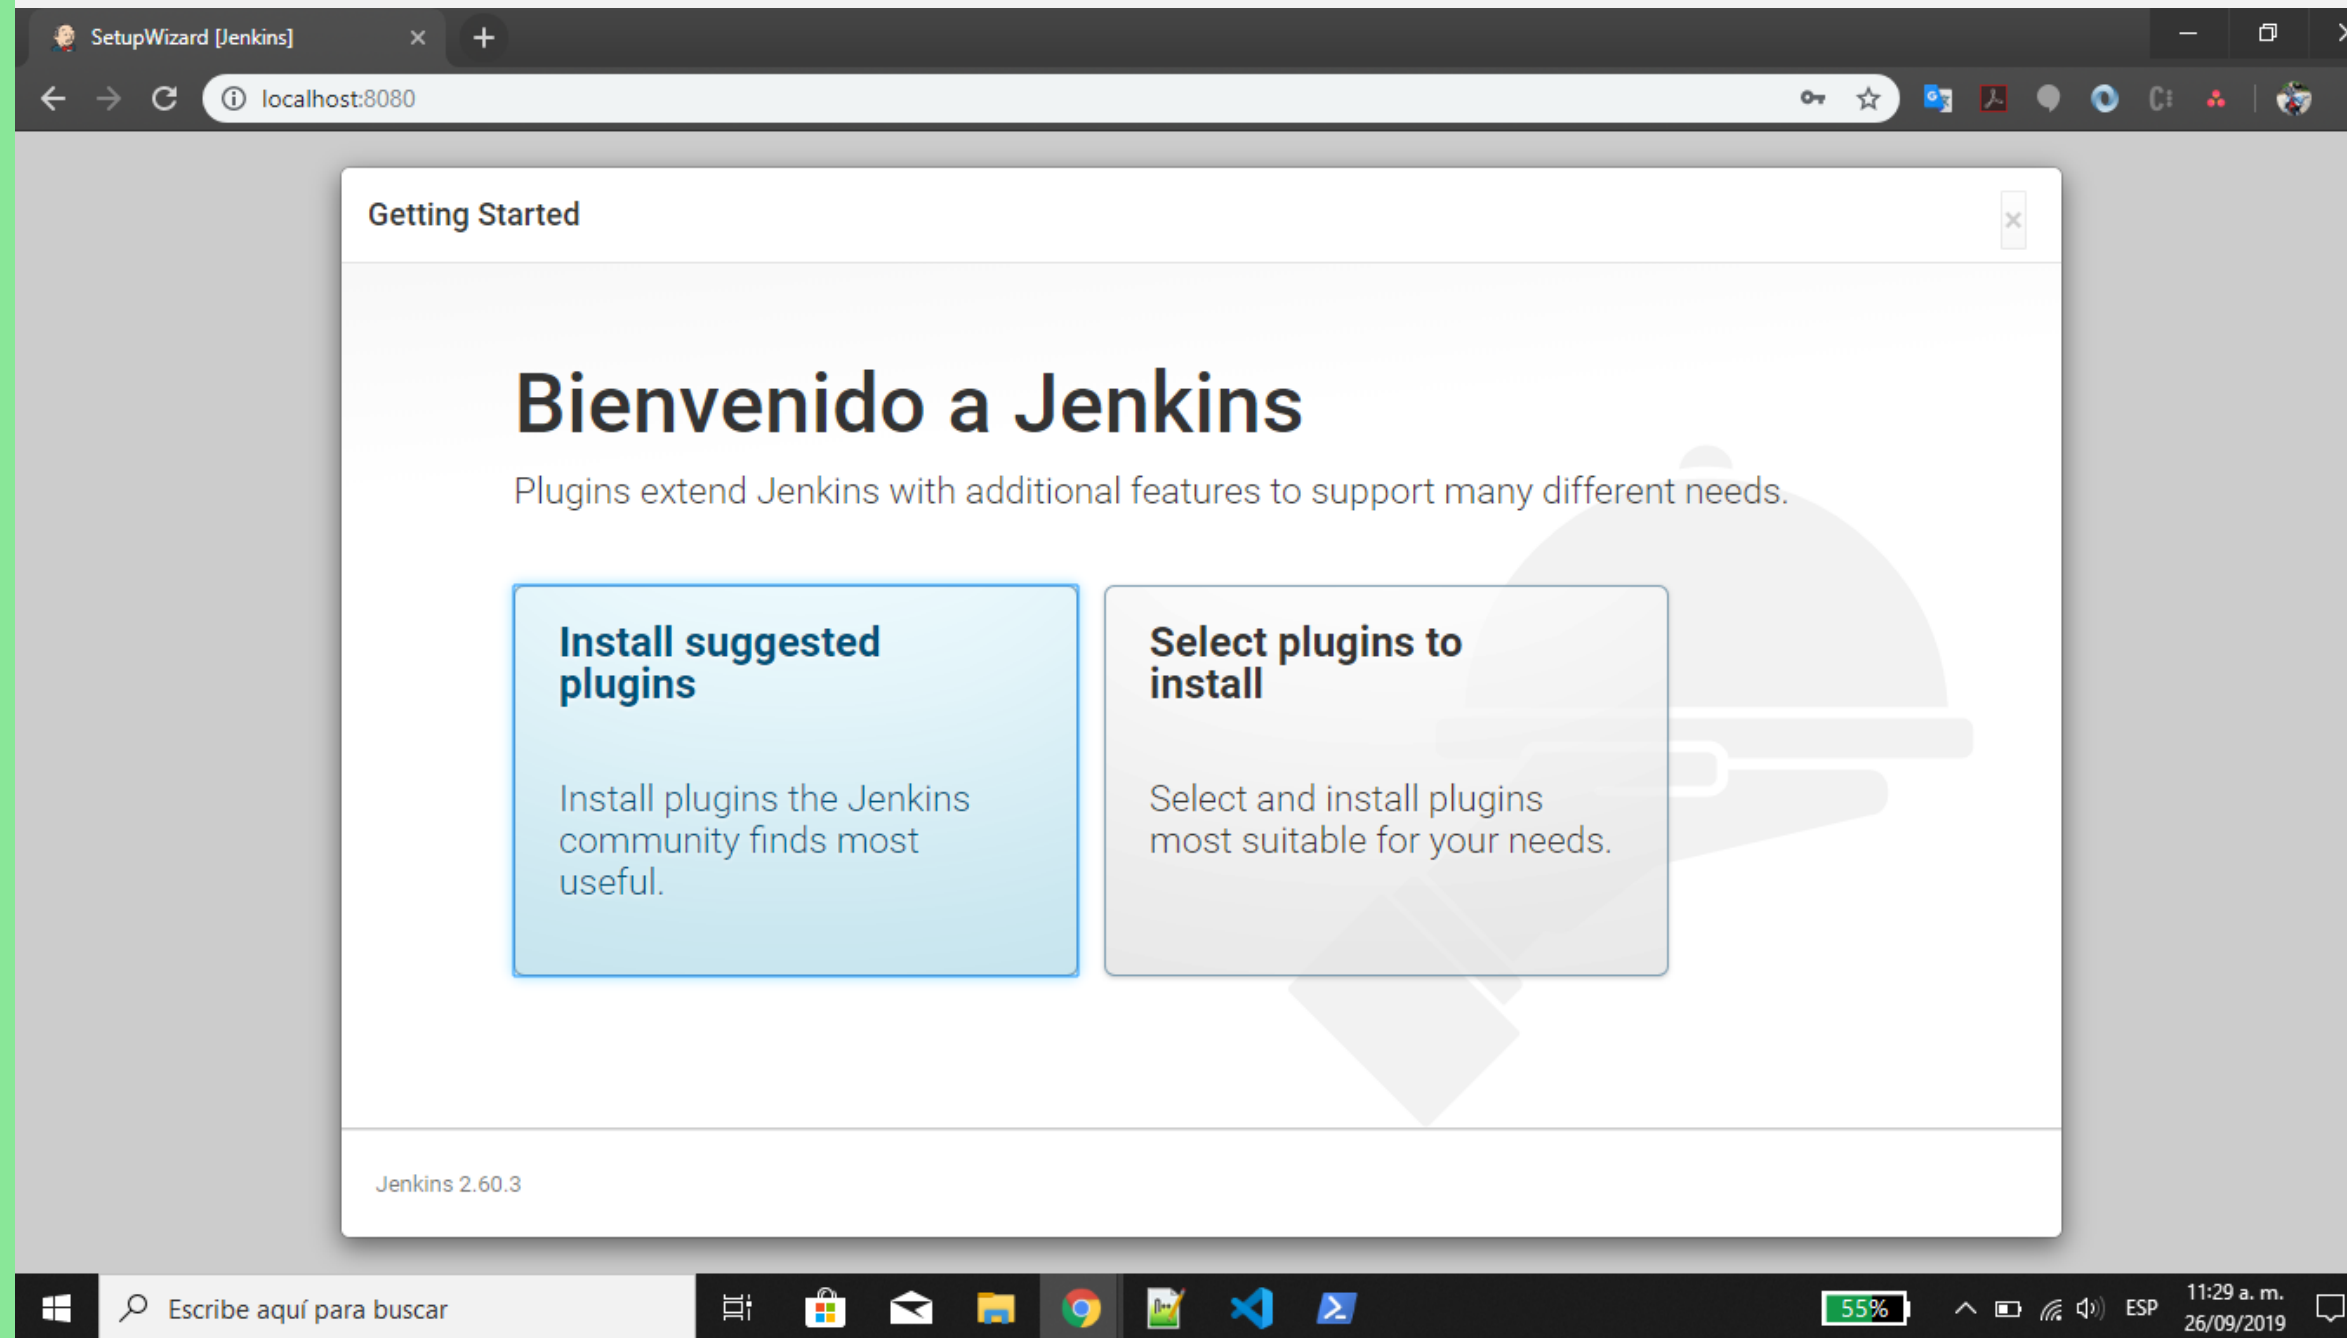 SetupWizard [Jenkins]
localhost:8080
Getting Started
Bienvenido a Jenkins
Plugins extend Jenkins with additional features to support many different needs.
Install suggested
plugins
Install plugins the Jenkins
community finds most
useful.
Select plugins to
install
Select and install plugins
most suitable for your needs.
Jenkins 2.60.3
Escribe aquí para buscar
55%
ESP
11:29 a. m.
26/09/2019